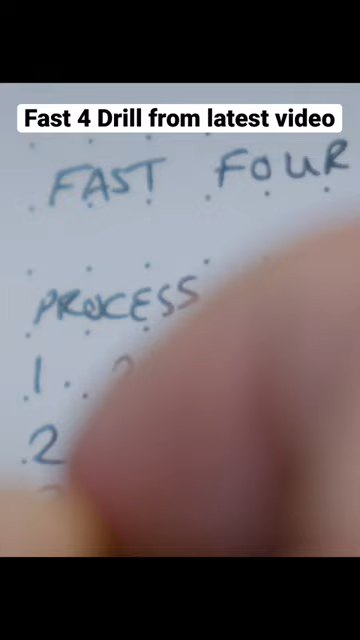 Fast 4 Drill from latest video
FAST FOUR
PROCESS
1.
2